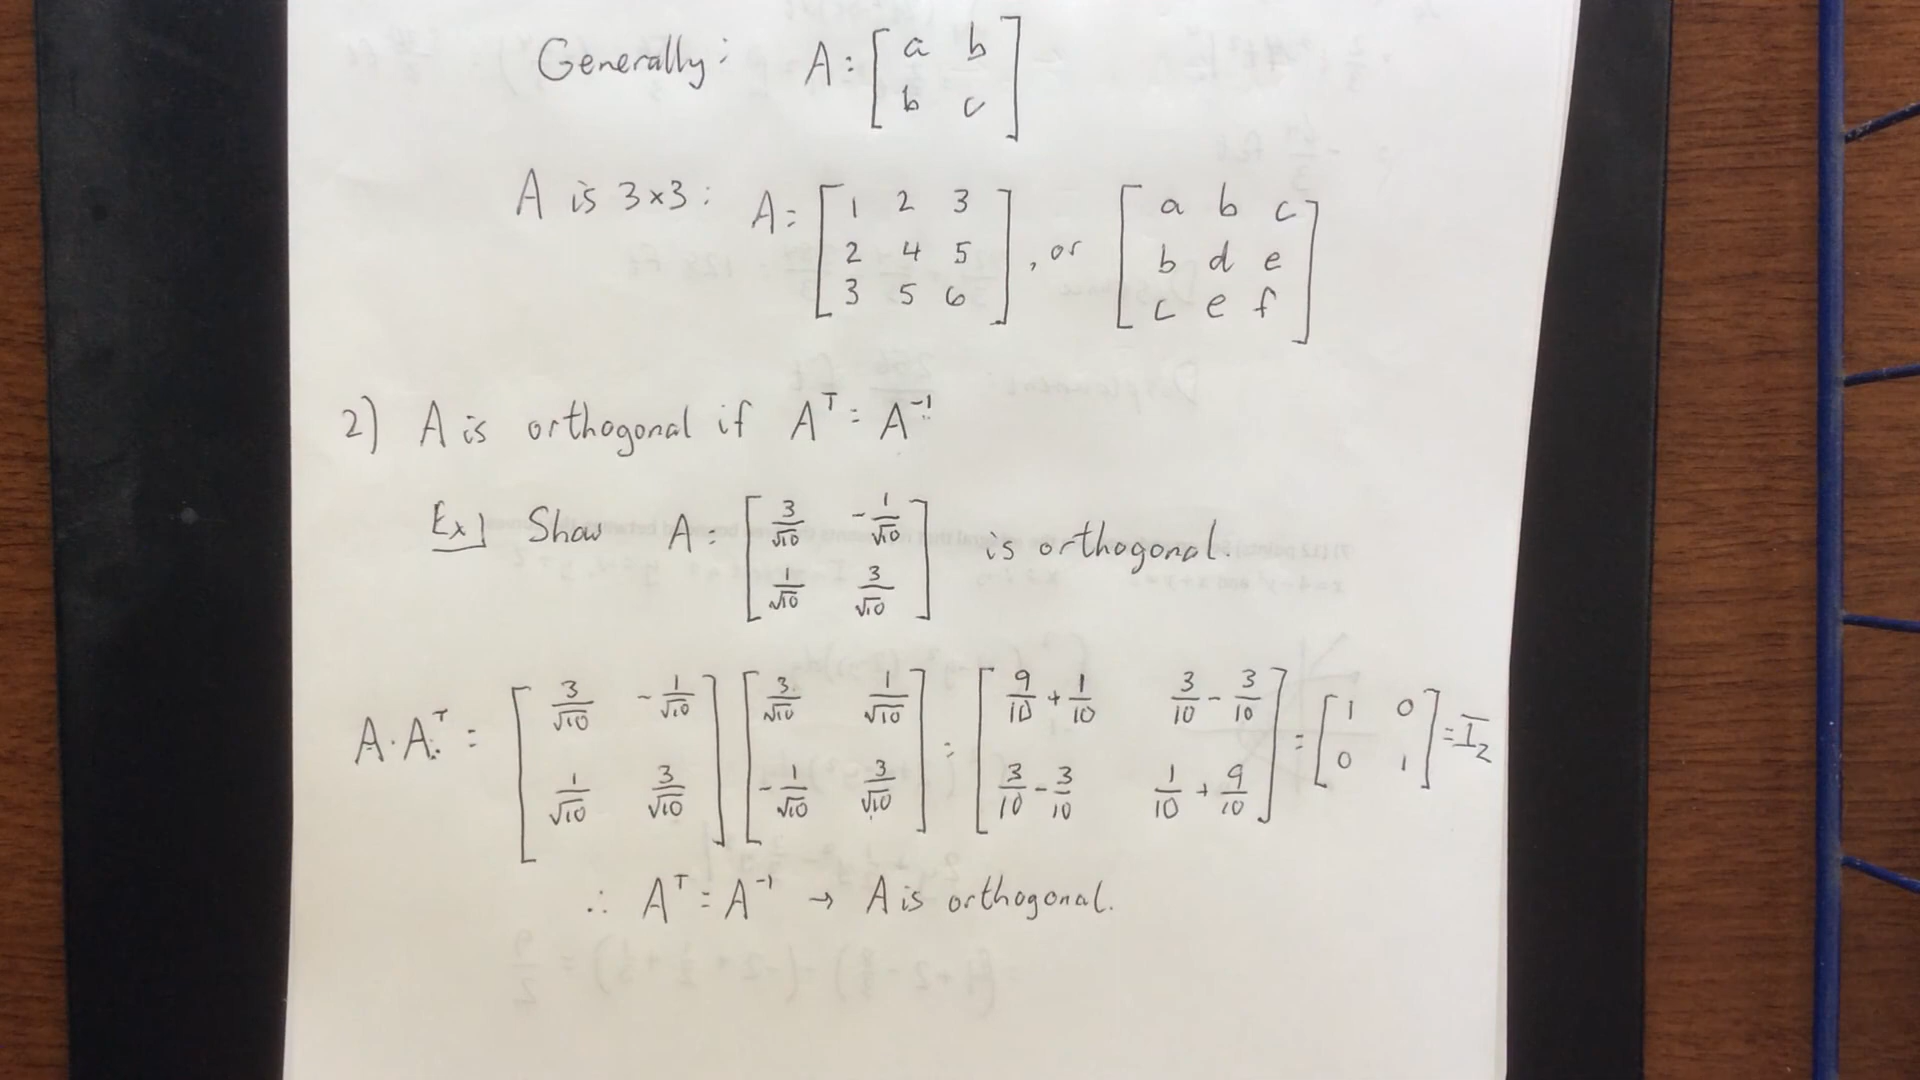 Generally: A = [ a b ; b c ]
A is 3×3: A = [ 1 2 3 ; 2 4 5 ; 3 5 6 ], or [ a b c ; b d e ; c e f ]
2) A is orthogonal if Aᵀ = A⁻¹
Ex] Show A = [ 3/√10 -1/√10 ; 1/√10 3/√10 ] is orthogonal.
A·Aᵀ = [ 3/√10 -1/√10 ; 1/√10 3/√10 ] [ 3/√10 1/√10 ; -1/√10 3/√10 ] = [ 9/10 + 1/10 3/10 - 3/10 ; 3/10 - 3/10 1/10 + 9/10 ] = [ 1 0 ; 0 1 ] = I₂
∴ Aᵀ = A⁻¹ → A is orthogonal.